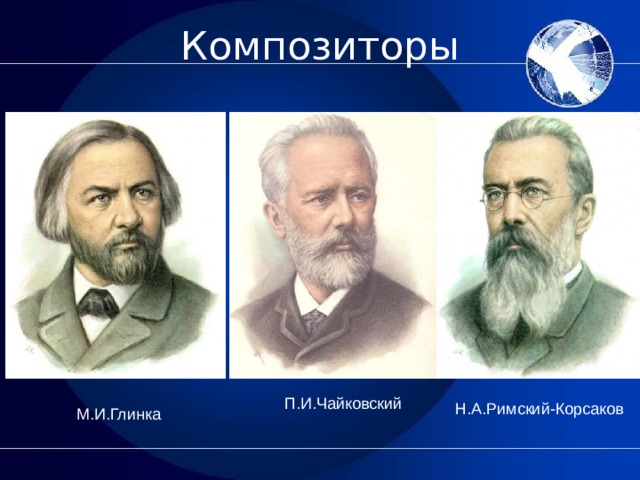 Композиторы
М.И.Глинка
П.И.Чайковский
Н.А.Римский-Корсаков